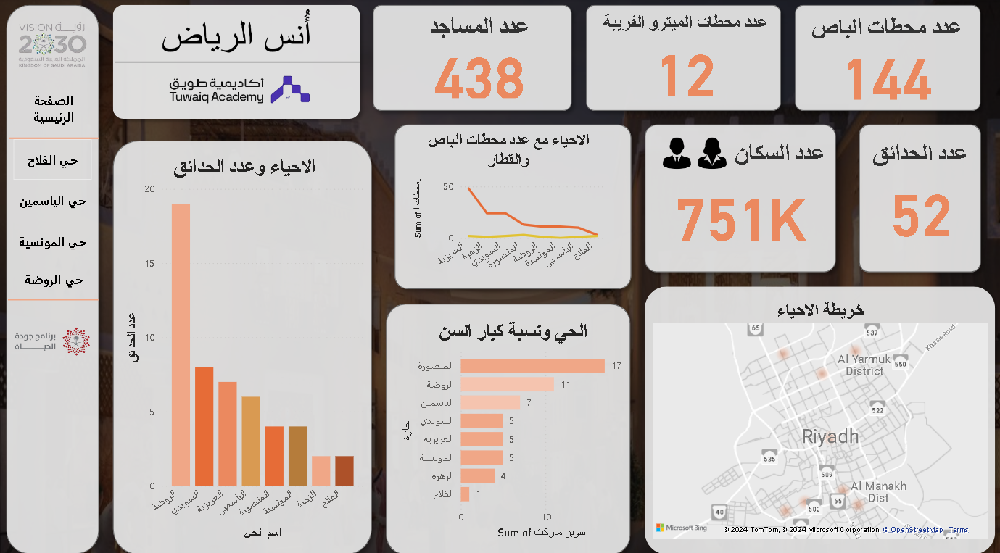 رؤيــة VISION
2030
المملكة العربية السعودية
KINGDOM OF SAUDI ARABIA
الصفحة
الرئيسية
حي الفلاح
حي الياسمين
حي المونسية
حي الروضة
برنامج جودة
الحيــــــاة
أُنس الرياض
أكاديمية طويق
Tuwaiq Academy
عدد المساجد
438
عدد محطات الميترو القريبة
12
عدد محطات الباص
144
الاحياء وعدد الحدائق
عدد الحدائق
20
15
10
5
0
الروضة
السويدي
العزيزية
الياسمين
المنصورة
المونسية
الزهرة
الفلاح
اسم الحي
الاحياء مع عدد محطات الباص
والقطار
Sum of محطات ا...
50
0
العزيزية
الزهرة
السويدي
المنصورة
الروضة
المونسية
الياسمين
الفلاح
عدد السكان
751K
عدد الحدائق
52
الحي ونسبة كبار السن
حارة
المنصورة 17
الروضة 11
الياسمين 7
السويدي 5
العزيزية 5
المونسية 5
الزهرة 4
الفلاح 1
0
10
Sum of سوبر ماركت
خريطة الاحياء
65
537
Khurais Road
Al Yarmuk
District
550
522
Riyadh
535
509
Al Manakh
Dist
65
500
40
Microsoft Bing
© 2024 TomTom, © 2024 Microsoft Corporation, © OpenStreetMap Terms